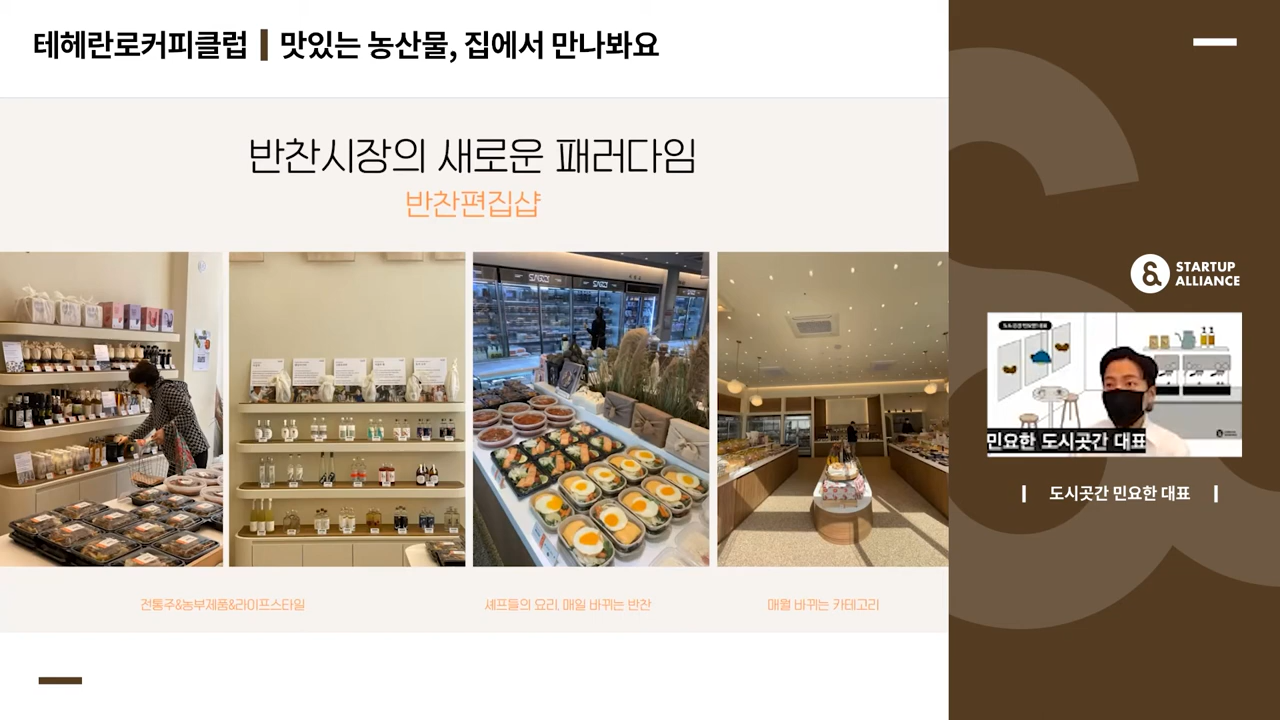 테헤란로커피클럽 | 맛있는 농산물, 집에서 만나봐요
반찬시장의 새로운 패러다임
반찬편집샵
전통주&농부제품&라이프스타일
셰프들의 요리, 매일 바뀌는 반찬
매월 바뀌는 카테고리
STARTUP
ALLIANCE
민요한 도시곳간 대표
| 도시곳간 민요한 대표 |